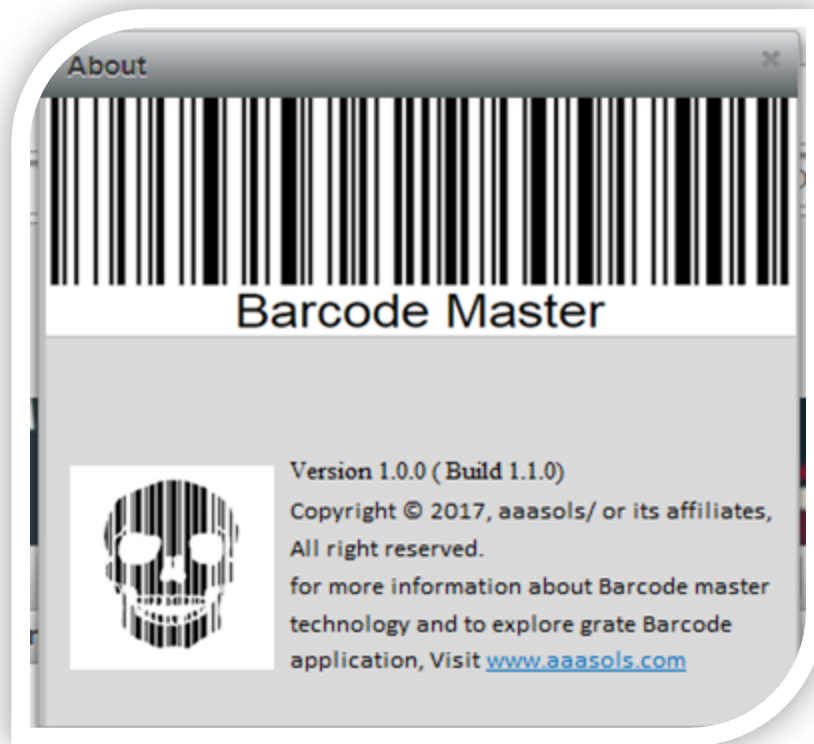 About
Barcode Master
Version 1.0.0 ( Build 1.1.0)
Copyright © 2017, aaasols/ or its affiliates,
All right reserved.
for more information about Barcode master
technology and to explore grate Barcode
application, Visit www.aaasols.com